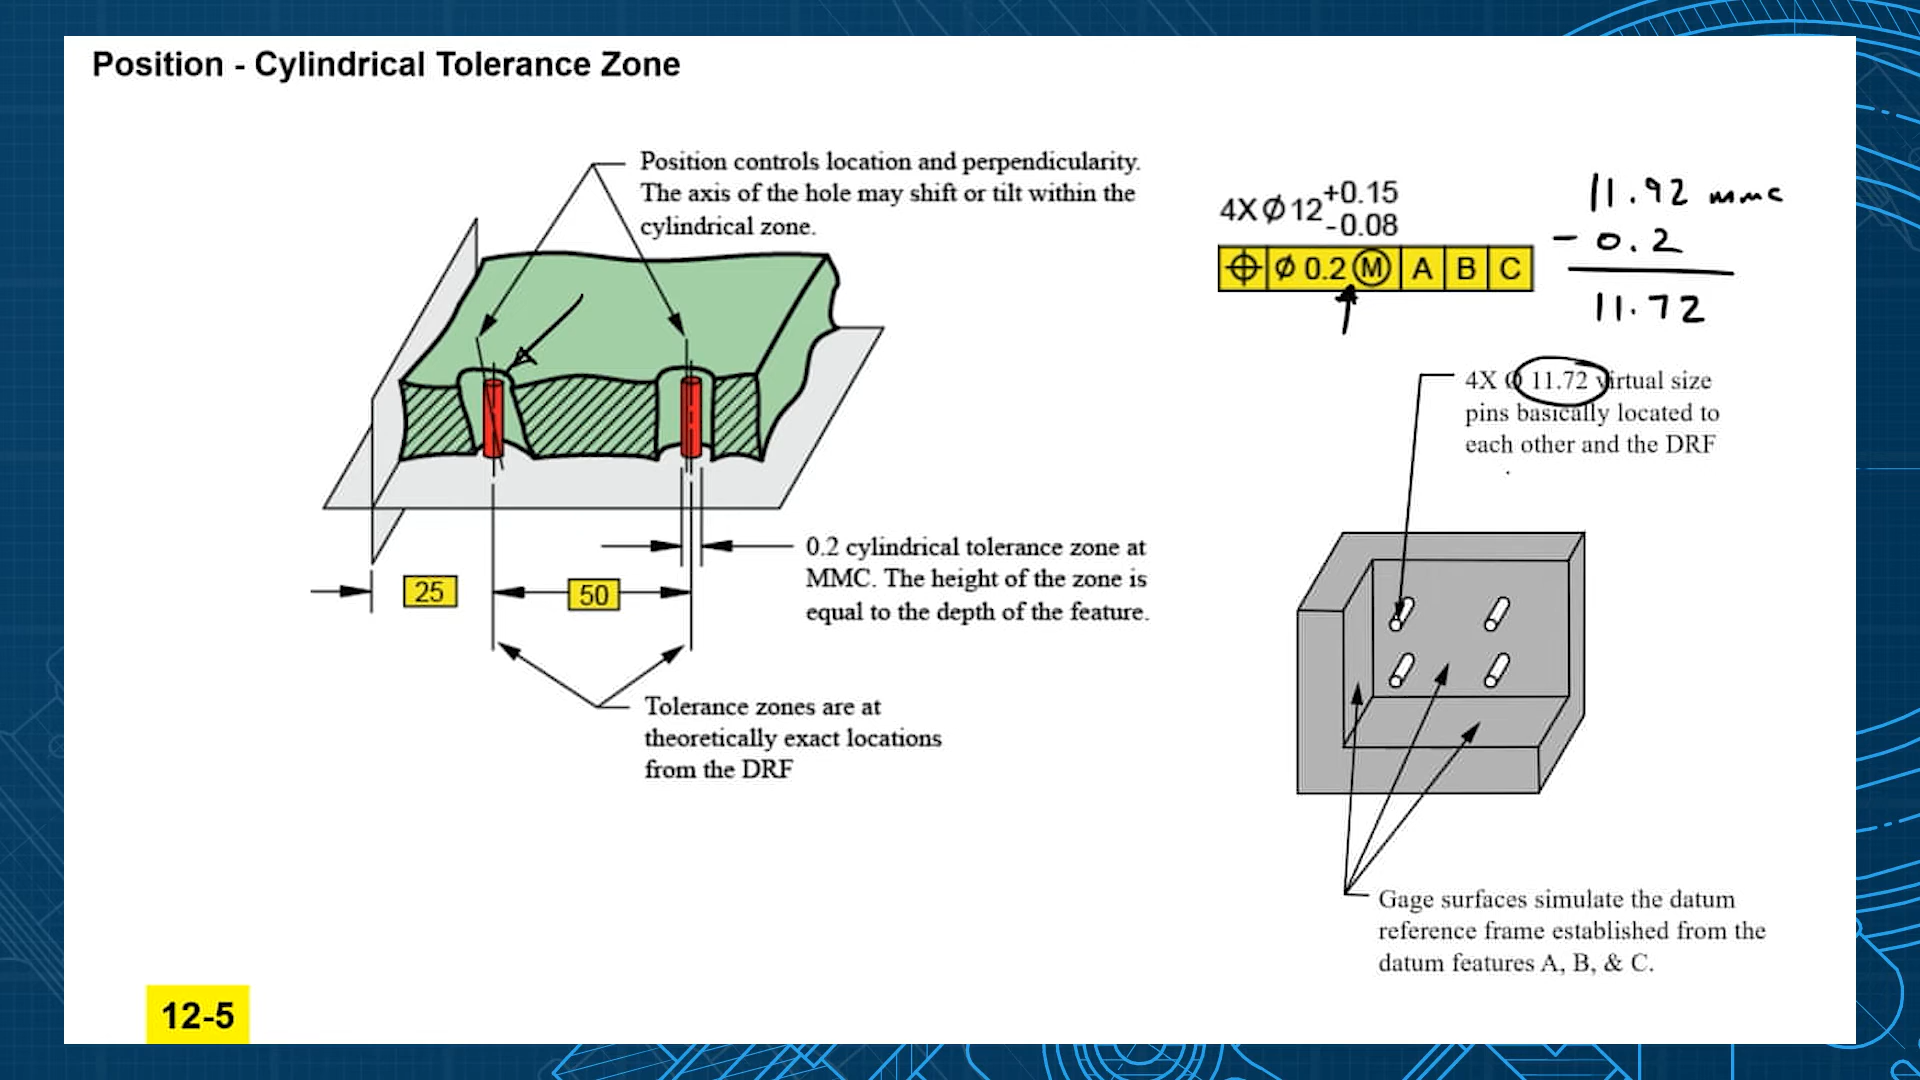 Position - Cylindrical Tolerance Zone
Position controls location and perpendicularity.
The axis of the hole may shift or tilt within the
cylindrical zone.
4X Ø 12 +0.15
-0.08
⌖ Ø 0.2 Ⓜ A B C
11.92 mmc
- 0.2
11.72
4X Ø 11.72 virtual size
pins basically located to
each other and the DRF
0.2 cylindrical tolerance zone at
MMC. The height of the zone is
equal to the depth of the feature.
25
50
Tolerance zones are at
theoretically exact locations
from the DRF
Gage surfaces simulate the datum
reference frame established from the
datum features A, B, & C.
12-5